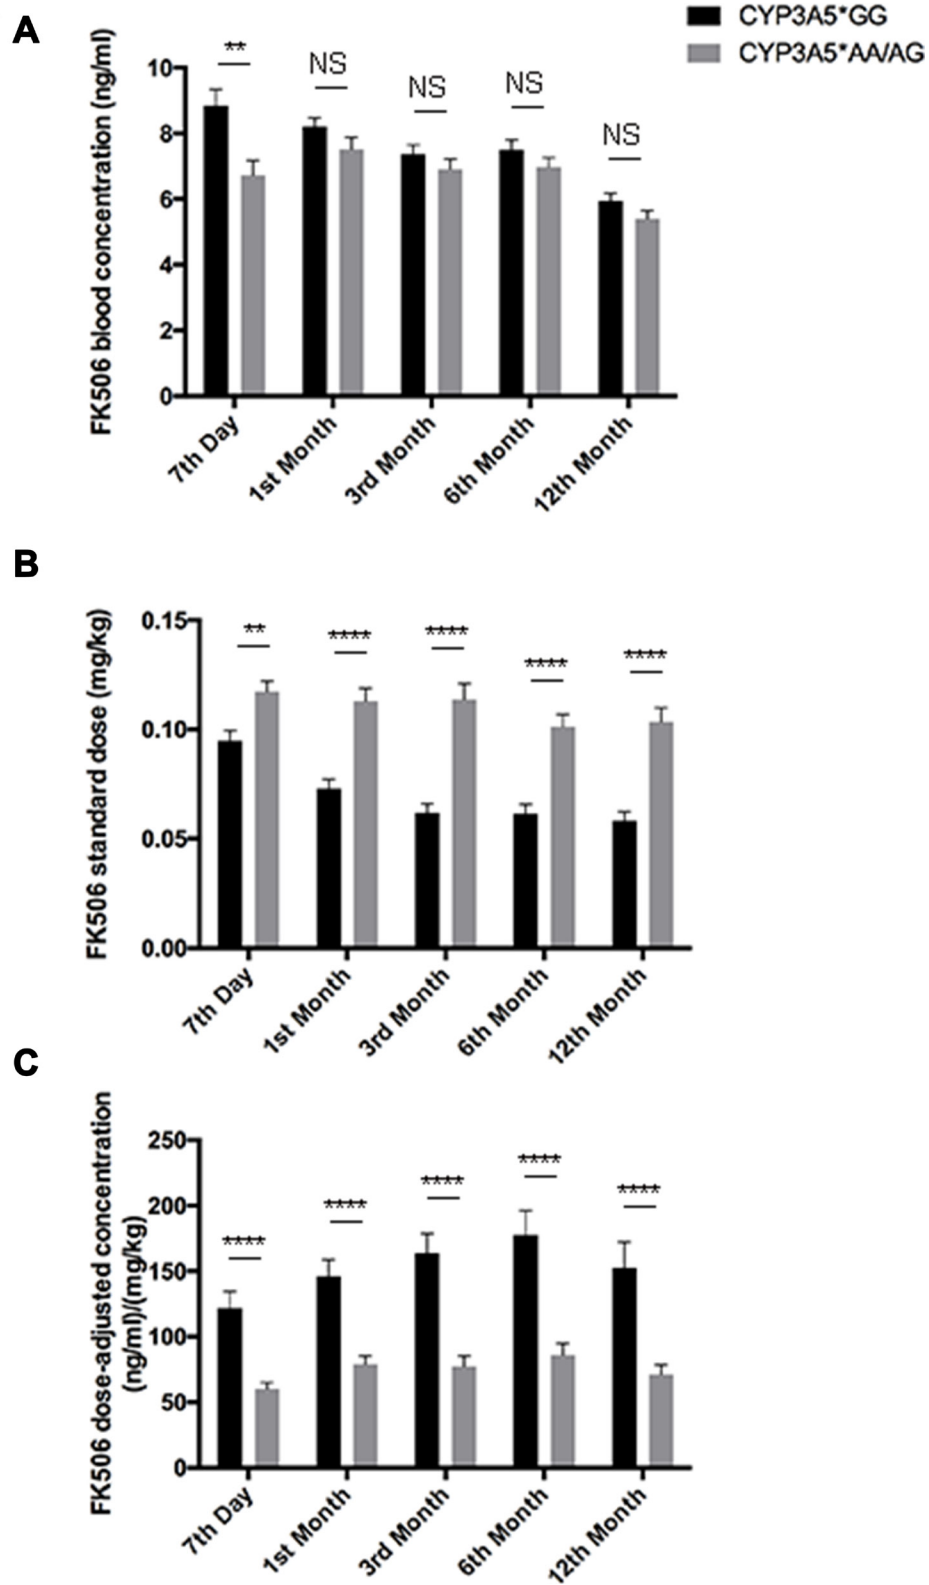 A
CYP3A5*GG
CYP3A5*AA/AG
FK506 blood concentration (ng/ml)
10
8
6
4
2
0
**
NS
NS
NS
NS
7th Day
1st Month
3rd Month
6th Month
12th Month
B
FK506 standard dose (mg/kg)
0.15
0.10
0.05
0.00
**
****
****
****
****
7th Day
1st Month
3rd Month
6th Month
12th Month
C
FK506 dose-adjusted concentration
(ng/ml)/(mg/kg)
250
200
150
100
50
0
****
****
****
****
****
7th Day
1st Month
3rd Month
6th Month
12th Month